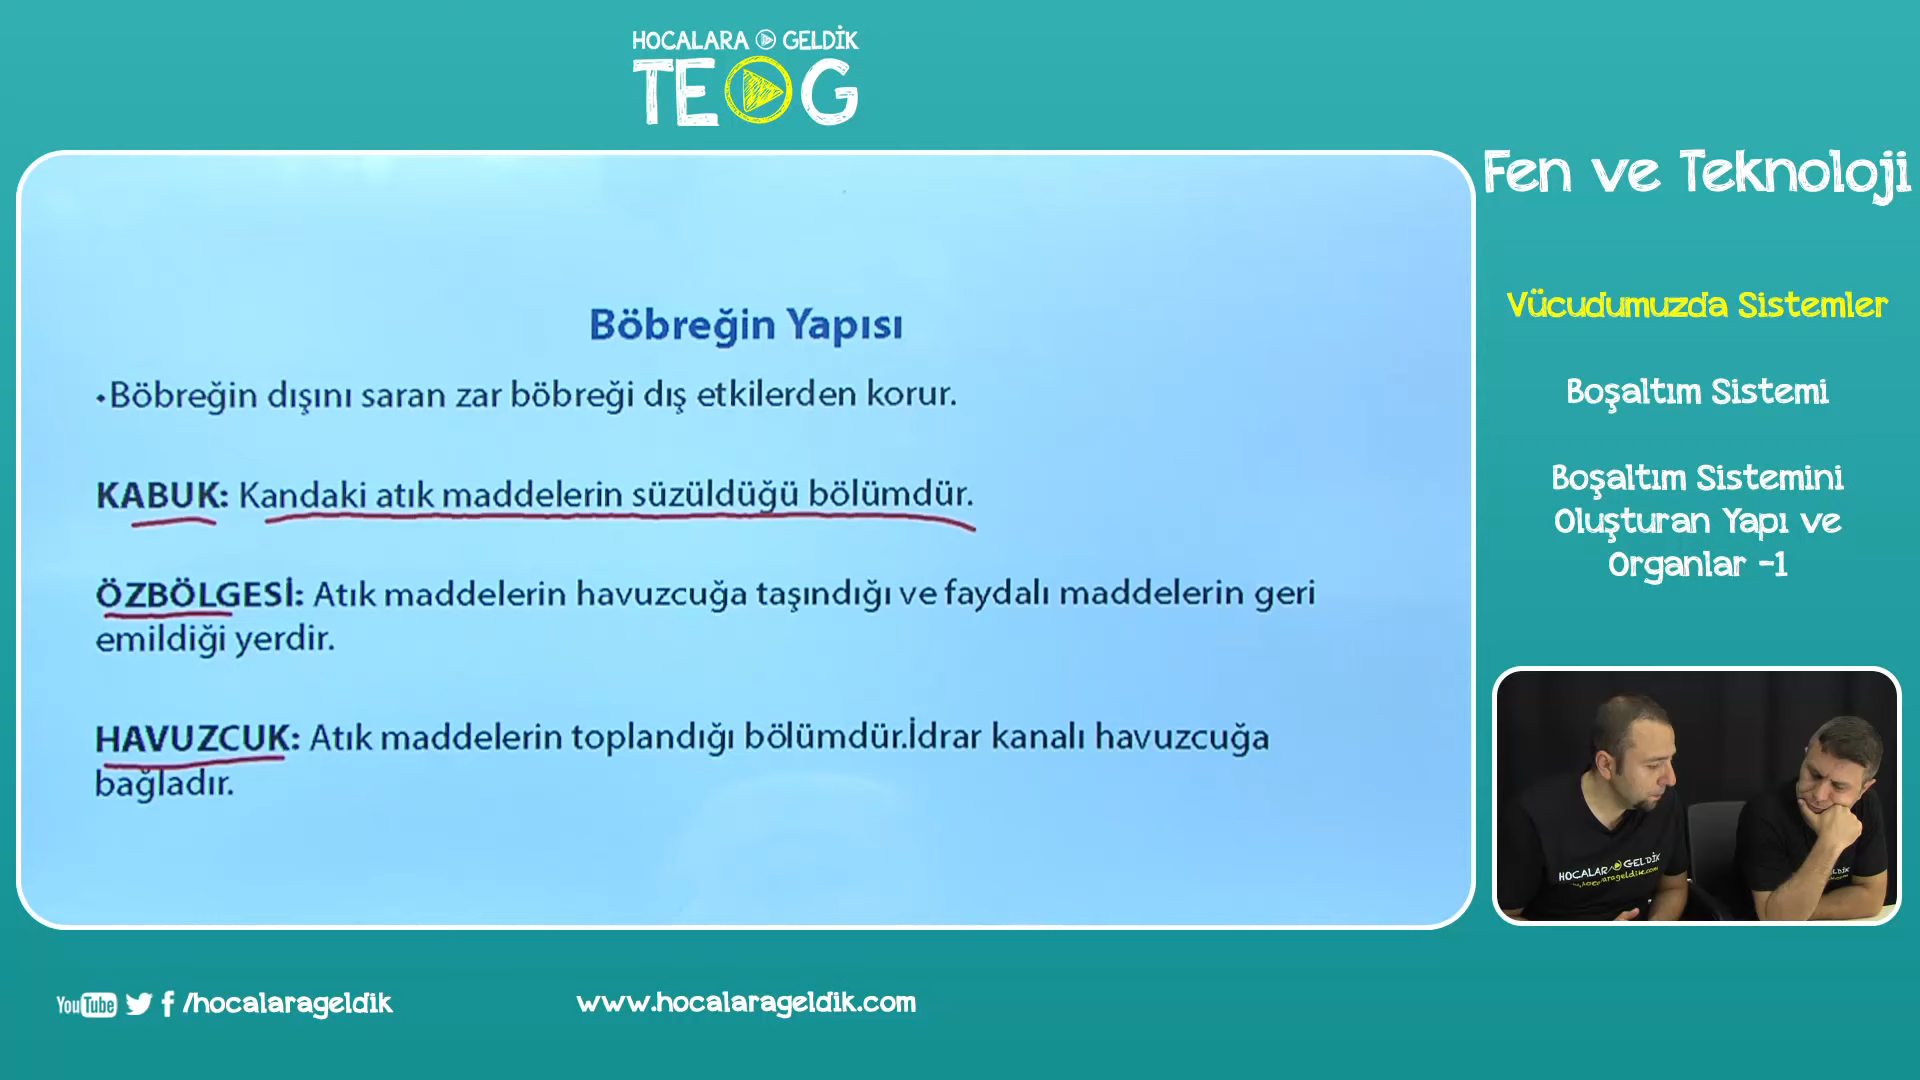 HOCALARA GELDİK
TEOG
Fen ve Teknoloji
Vücudumuzda Sistemler
Boşaltım Sistemi
Boşaltım Sistemini
Oluşturan Yapı ve
Organlar -1
Böbreğin Yapısı
•Böbreğin dışını saran zar böbreği dış etkilerden korur.
KABUK: Kandaki atık maddelerin süzüldüğü bölümdür.
ÖZBÖLGESİ: Atık maddelerin havuzcuğa taşındığı ve faydalı maddelerin geri
emildiği yerdir.
HAVUZCUK: Atık maddelerin toplandığı bölümdür.İdrar kanalı havuzcuğa
bağladır.
HOCALARA GELDİK
YouTube /hocalarageldik
www.hocalarageldik.com